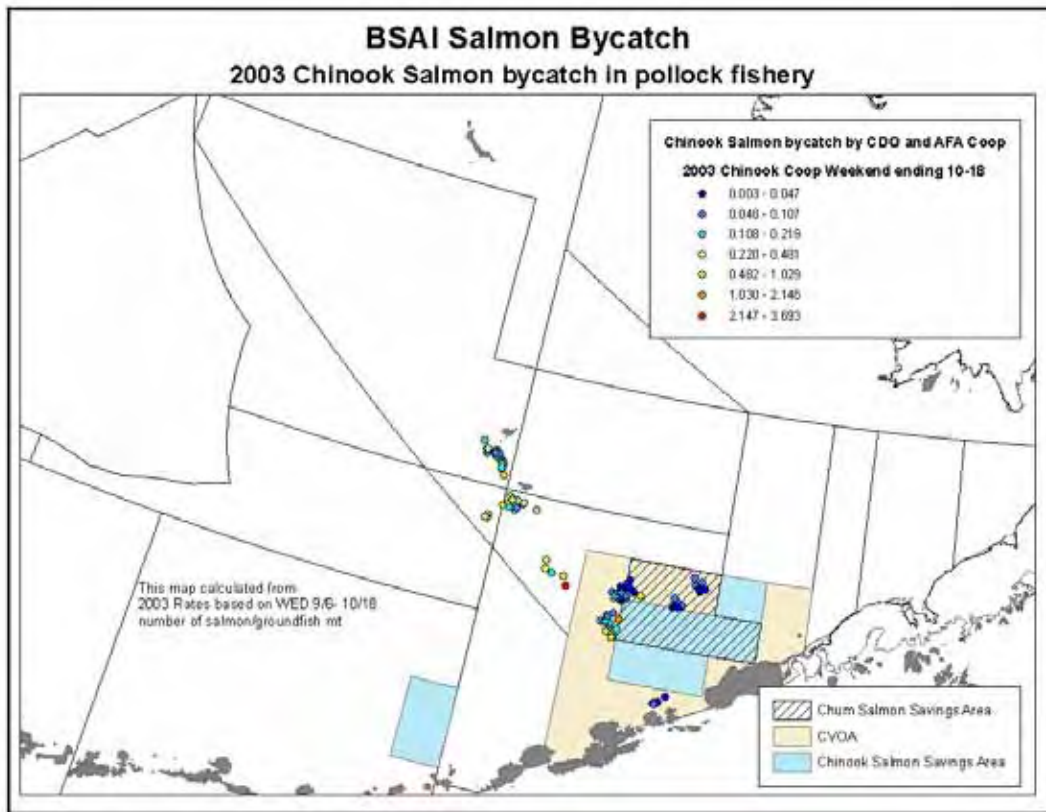 BSAI Salmon Bycatch
2003 Chinook Salmon bycatch in pollock fishery
Chinook Salmon bycatch by CDO and AFA Coop
2003 Chinook Coop Weekend ending 10-18
0.003 - 0.047
0.048 - 0.107
0.108 - 0.219
0.220 - 0.481
0.482 - 1.029
1.030 - 2.146
2.147 - 3.693
This map calculated from
2003 Rates based on WED 9/6- 10/18
number of salmon/groundfish mt
Chum Salmon Savings Area
CVOA
Chinook Salmon Savings Area